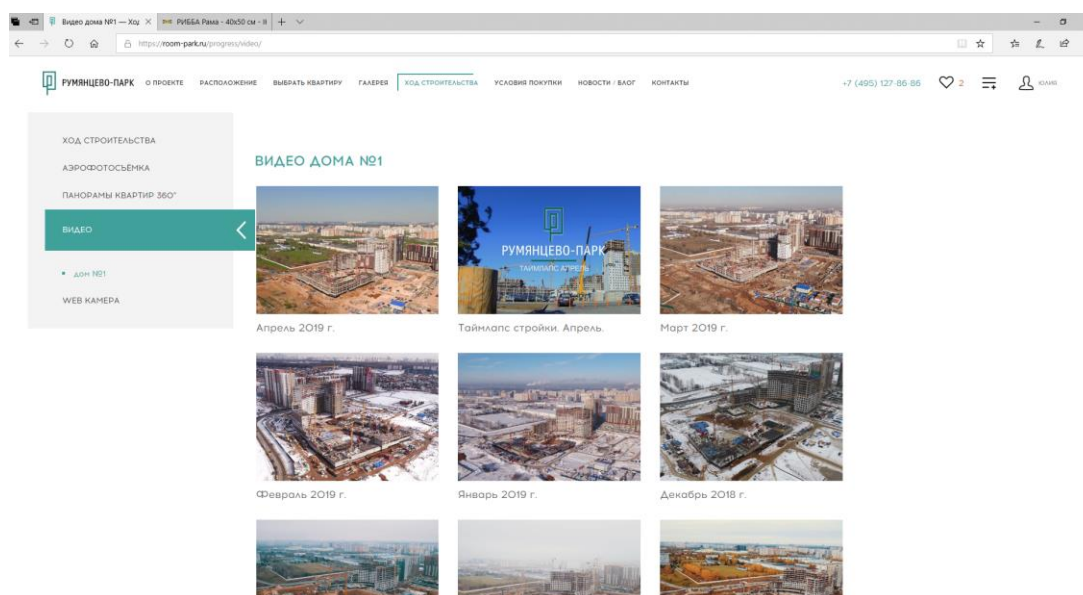 Видео дома №1 — Хо
РИББА Рама - 40x50 см -
https://room-park.ru/progress/video/
РУМЯНЦЕВО-ПАРК О ПРОЕКТЕ РАСПОЛОЖЕНИЕ ВЫБРАТЬ КВАРТИРУ ГАЛЕРЕЯ ХОД СТРОИТЕЛЬСТВА УСЛОВИЯ ПОКУПКИ НОВОСТИ / БЛОГ КОНТАКТЫ +7 (495) 127-86-86 2 ЮЛИЯ
ХОД СТРОИТЕЛЬСТВА
АЭРОФОТОСЪЁМКА
ПАНОРАМЫ КВАРТИР 360°
ВИДЕО
ДОМ №1
WEB КАМЕРА
ВИДЕО ДОМА №1
РУМЯНЦЕВО-ПАРК
ТАЙМЛАПС АПРЕЛЬ
Апрель 2019 г.
Таймлапс стройки. Апрель.
Март 2019 г.
Февраль 2019 г.
Январь 2019 г.
Декабрь 2018 г.